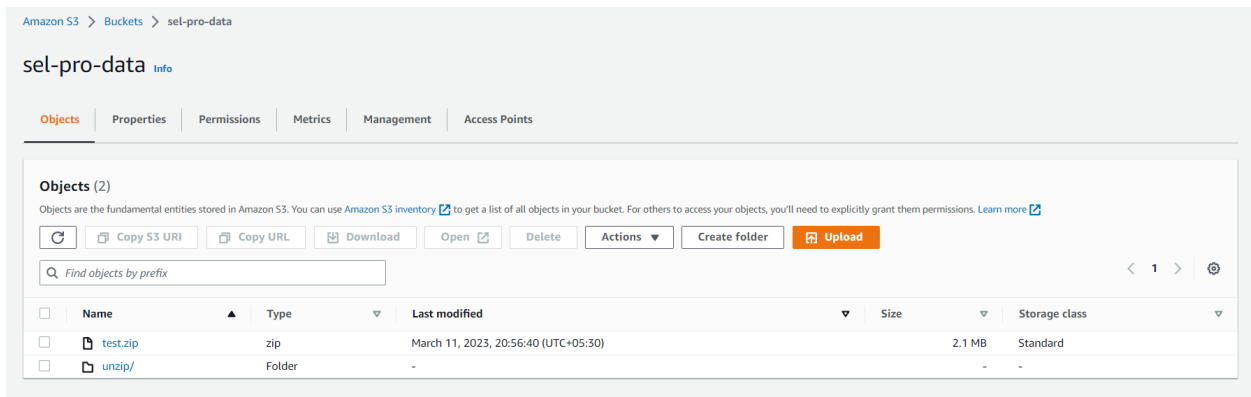 Amazon S3 > Buckets > sel-pro-data
sel-pro-data Info
Objects Properties Permissions Metrics Management Access Points
Objects (2)
Objects are the fundamental entities stored in Amazon S3. You can use Amazon S3 inventory to get a list of all objects in your bucket. For others to access your objects, you'll need to explicitly grant them permissions. Learn more
Copy S3 URI Copy URL Download Open Delete Actions Create folder Upload
Find objects by prefix
< 1 >
Name Type Last modified Size Storage class
test.zip zip March 11, 2023, 20:56:40 (UTC+05:30) 2.1 MB Standard
unzip/ Folder - - -